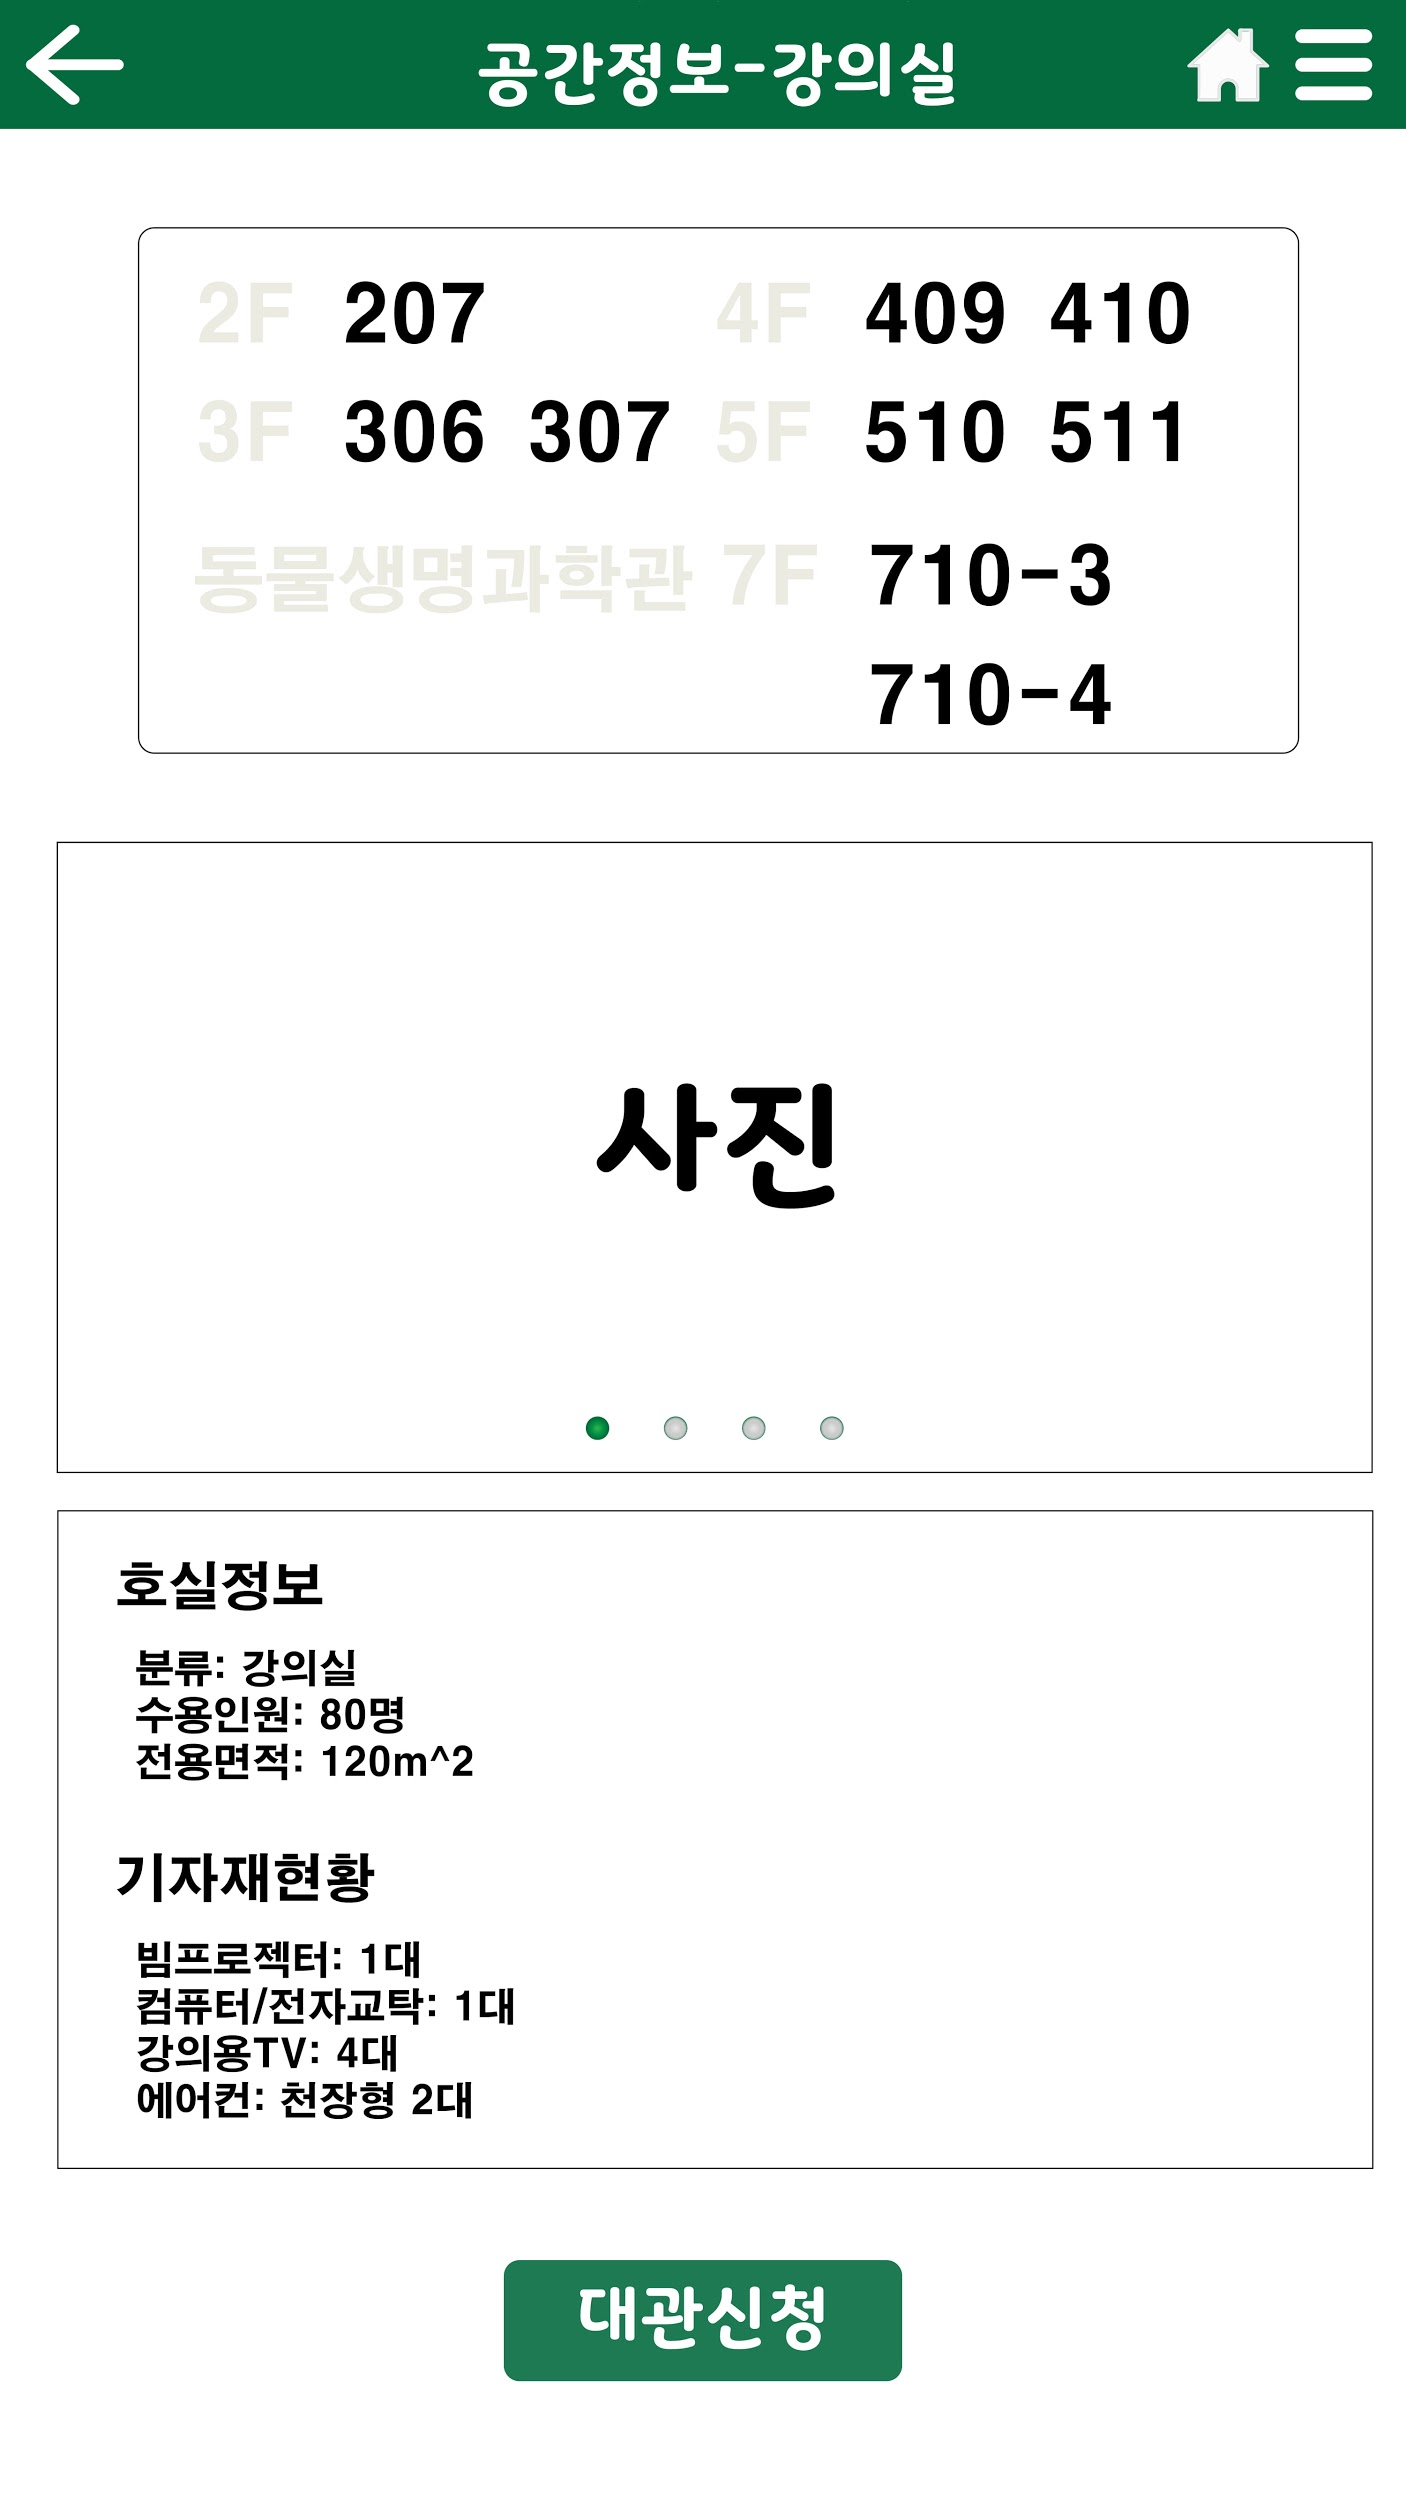 공간정보-강의실
2F 207 4F 409 410
3F 306 307 5F 510 511
동물생명과학관 7F 710-3
710-4
사진
호실정보
분류: 강의실
수용인원: 80명
전용면적: 120m^2
기자재현황
빔프로젝터: 1대
컴퓨터/전자교탁: 1대
강의용TV: 4대
에어컨: 천장형 2대
대관신청